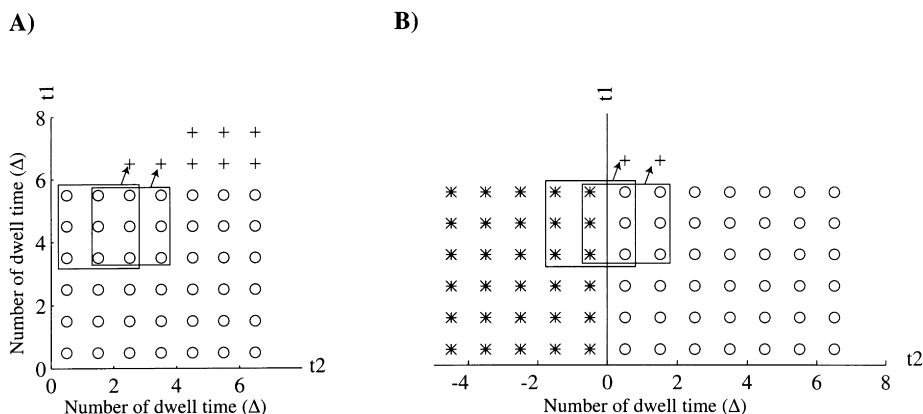 A)
t1
Number of dwell time (Δ)
8
6
4
2
0
0 2 4 6
t2
Number of dwell time (Δ)
B)
t1
-4 -2 0 2 4 6 8
t2
Number of dwell time (Δ)